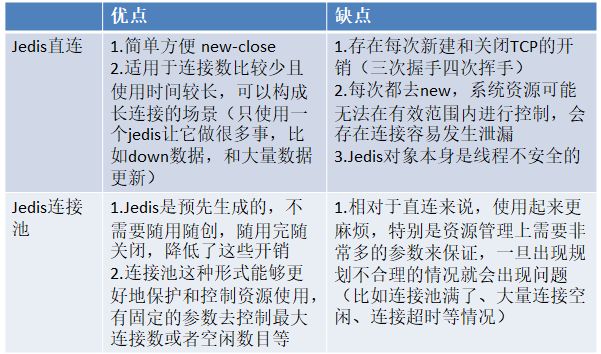 优点
缺点
Jedis直连
1.简单方便 new-close
2.适用于连接数比较少且
使用时间较长，可以构成
长连接的场景（只使用一
个jedis让它做很多事，比
如down数据，和大量数据
更新）
1.存在每次新建和关闭TCP的开
销（三次握手四次挥手）
2.每次都去new，系统资源可能
无法在有效范围内进行控制，会
存在连接容易发生泄漏
3.Jedis对象本身是线程不安全的
Jedis连接
池
1.Jedis是预先生成的，不
需要随用随创，随用完随
关闭，降低了这些开销
2.连接池这种形式能够更
好地保护和控制资源使用，
有固定的参数去控制最大
连接数或者空闲数目等
1.相对于直连来说，使用起来更
麻烦，特别是资源管理上需要非
常多的参数来保证，一旦出现规
划不合理的情况就会出现问题
（比如连接池满了、大量连接空
闲、连接超时等情况）